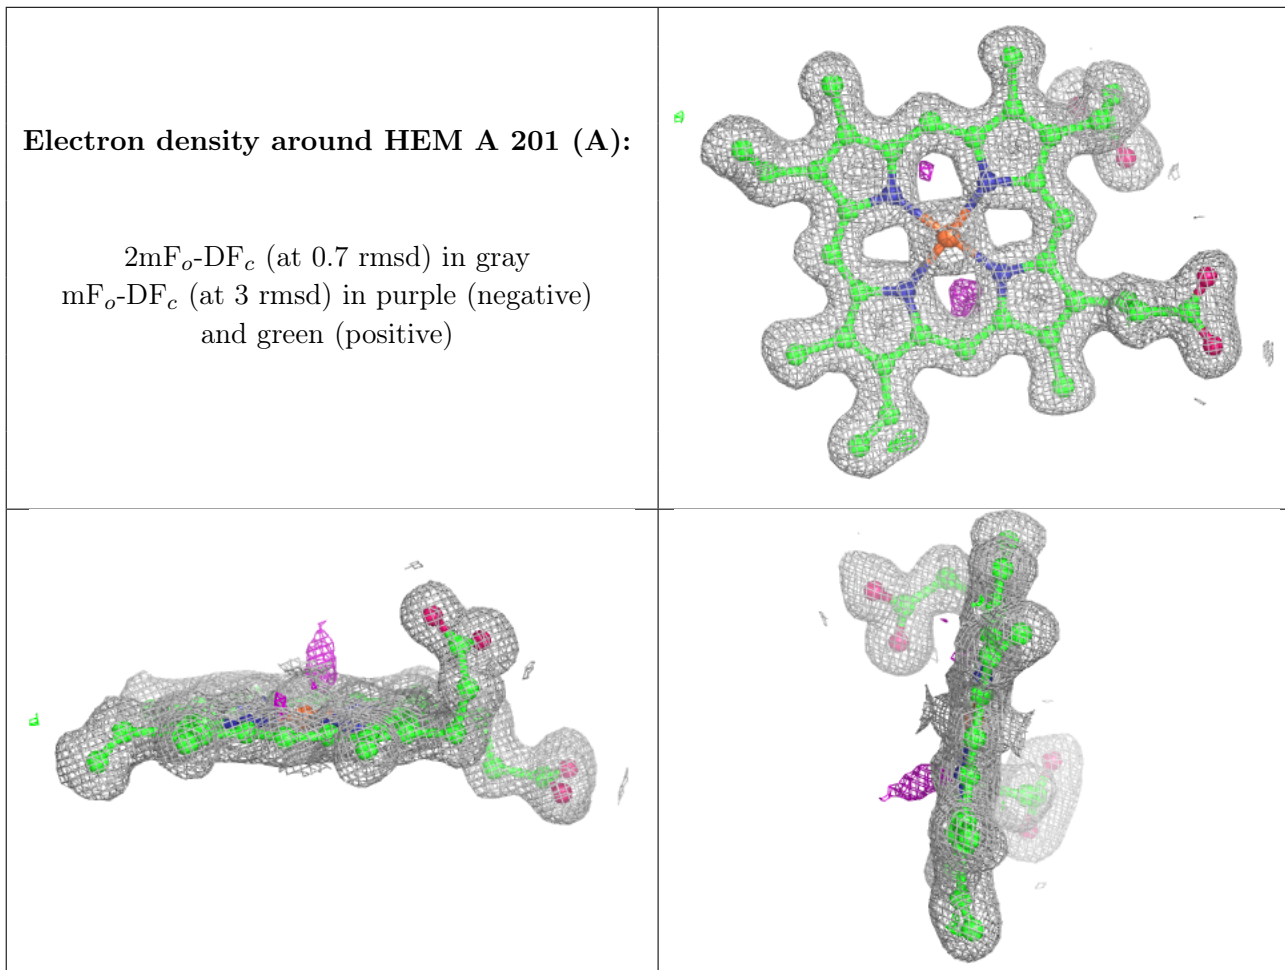 Electron density around HEM A 201 (A):
2mFₒ-DF𝒸 (at 0.7 rmsd) in gray
mFₒ-DF𝒸 (at 3 rmsd) in purple (negative)
and green (positive)